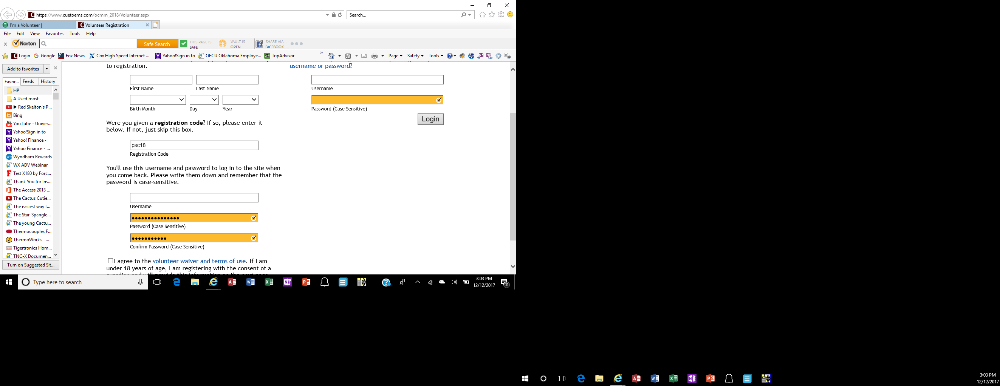 https://www.cuetoems.com/ocmm_2018/Volunteer.aspx
Search...
I'm a Volunteer |
Volunteer Registration
File Edit View Favorites Tools Help
x Norton Safe Search THIS PAGE IS SAFE VAULT IS OPEN SHARE VIA FACEBOOK
Login Google Fox News Cox High Speed Internet ... Yahoo!Sign in to OECU Oklahoma Employe... TripAdvisor » Page Safety Tools
Add to favorites
Favor... Feeds History
HP
A Used most
▶ Red Skelton's P...
Bing
YouTube - Univer...
Yahoo!Sign in to
Yahoo! Finance -
Yahoo Finance - ...
Wyndham Rewards
WX ADV Webinar
Test X180 by Forc...
Thank You for Ins...
The Access 2013 ...
The Cactus Cutie...
The easiest way t...
The Star-Spangle...
The young Cactu...
Thermocouples F...
ThermoWorks - ...
Tigertronics Hom...
TNC-X Documen...
Turn on Suggested Sit...
to registration.
First Name Last Name
Birth Month Day Year
Were you given a registration code? If so, please enter it
below. If not, just skip this box.
psc18
Registration Code
You'll use this username and password to log in to the site when
you come back. Please write them down and remember that the
password is case-sensitive.
Username
Password (Case Sensitive)
Confirm Password (Case Sensitive)
I agree to the volunteer waiver and terms of use. If I am
under 18 years of age, I am registering with the consent of a
username or password?
Username
Password (Case Sensitive)
Login
Type here to search
3:03 PM
12/12/2017
2
3:03 PM
12/12/2017